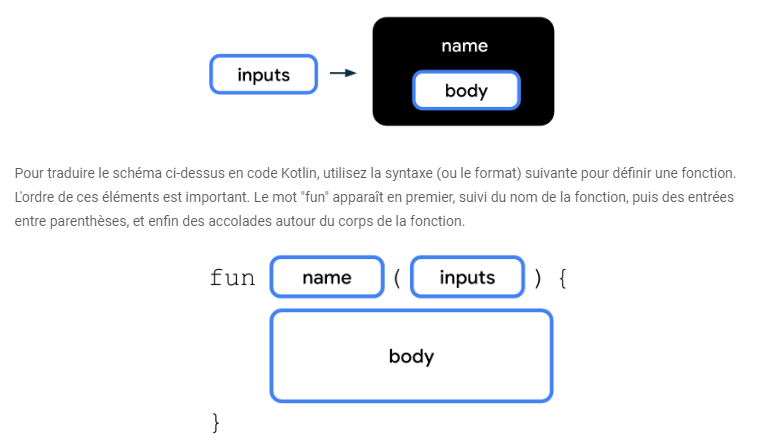 name
inputs
body
Pour traduire le schéma ci-dessus en code Kotlin, utilisez la syntaxe (ou le format) suivante pour définir une fonction.
L'ordre de ces éléments est important. Le mot "fun" apparaît en premier, suivi du nom de la fonction, puis des entrées
entre parenthèses, et enfin des accolades autour du corps de la fonction.
fun name ( inputs ) {
body
}